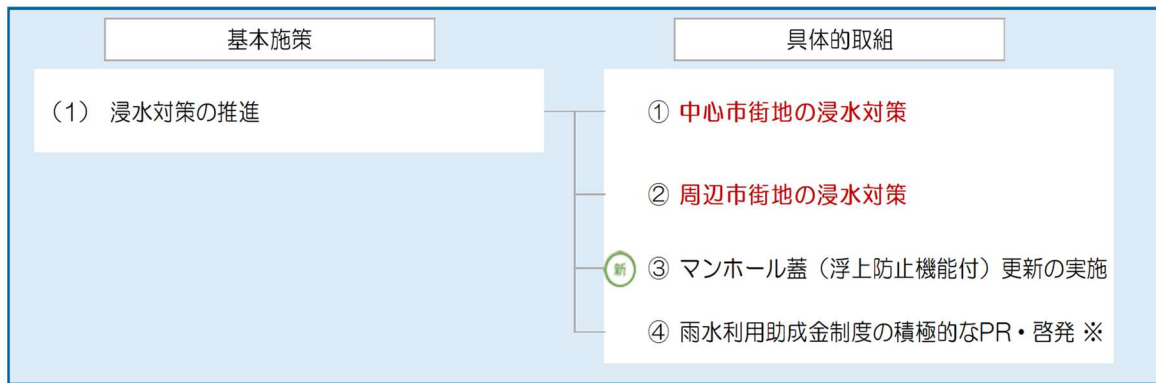 基本施策
具体的取組
（1） 浸水対策の推進
① 中心市街地の浸水対策
② 周辺市街地の浸水対策
新 ③ マンホール蓋（浮上防止機能付）更新の実施
④ 雨水利用助成金制度の積極的なPR・啓発 ※